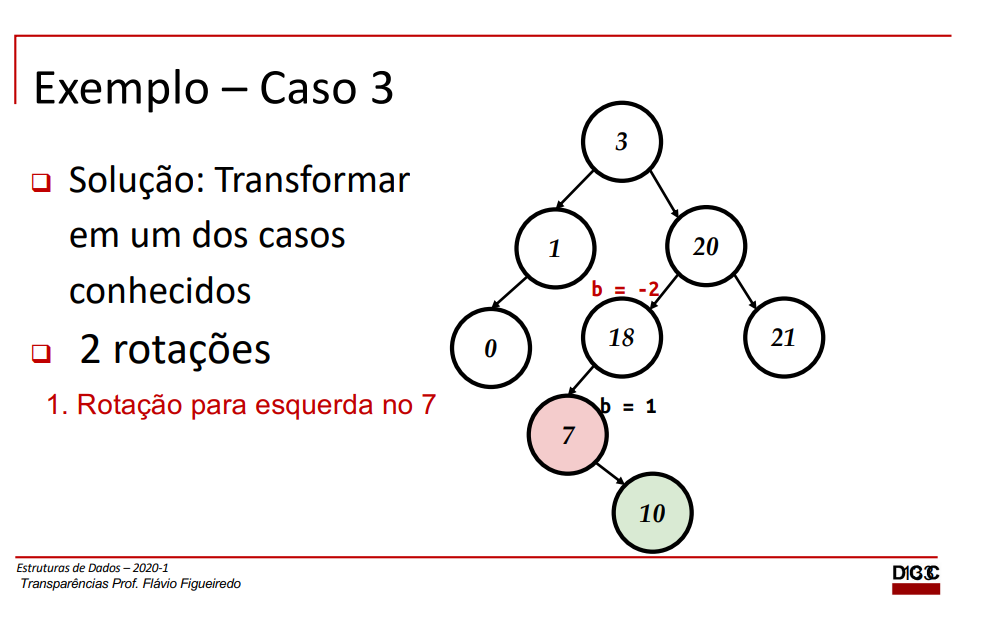 Exemplo – Caso 3
❑ Solução: Transformar
em um dos casos
conhecidos
❑ 2 rotações
1. Rotação para esquerda no 7
3
1
20
b = -2
0
18
21
b = 1
7
10
Estruturas de Dados – 2020-1
Transparências Prof. Flávio Figueiredo
DCC